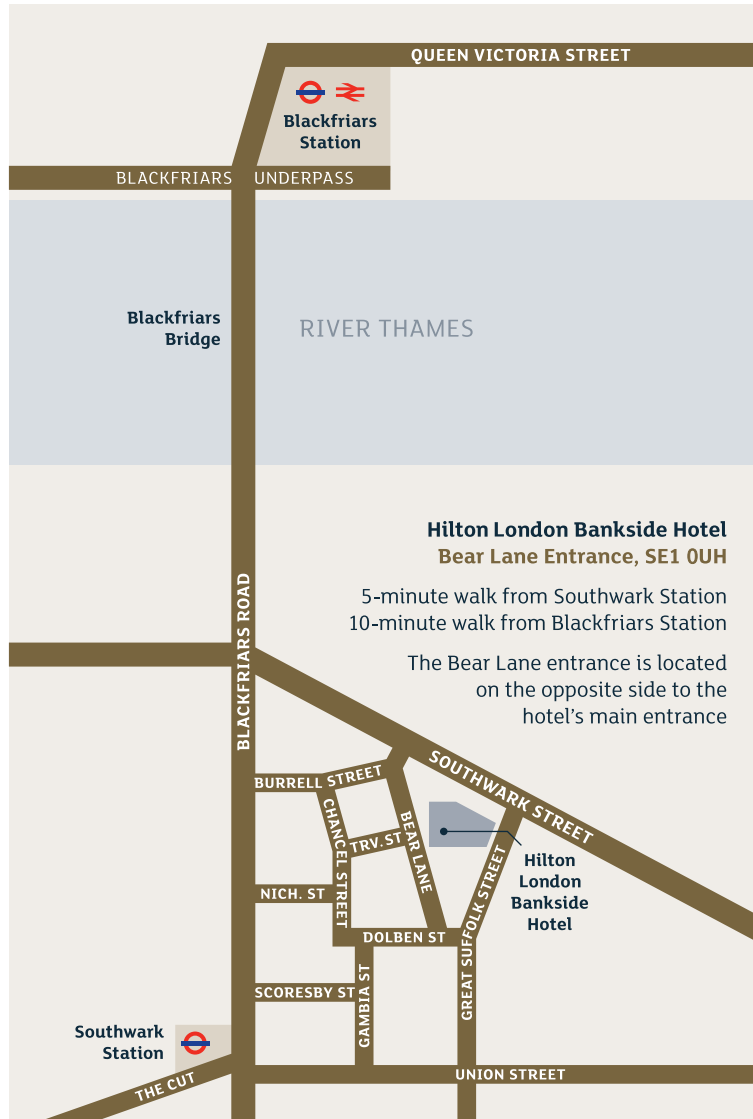 QUEEN VICTORIA STREET
Blackfriars
Station
BLACKFRIARS UNDERPASS
Blackfriars
Bridge
RIVER THAMES
Hilton London Bankside Hotel
Bear Lane Entrance, SE1 0UH
5-minute walk from Southwark Station
10-minute walk from Blackfriars Station
The Bear Lane entrance is located
on the opposite side to the
hotel's main entrance
BLACKFRIARS ROAD
SOUTHWARK STREET
BURRELL STREET
CHANCEL STREET
TRV. ST
BEAR LANE
Hilton
London
Bankside
Hotel
NICH. ST
DOLBEN ST
GREAT SUFFOLK STREET
SCORESBY ST
GAMBIA ST
Southwark
Station
THE CUT
UNION STREET